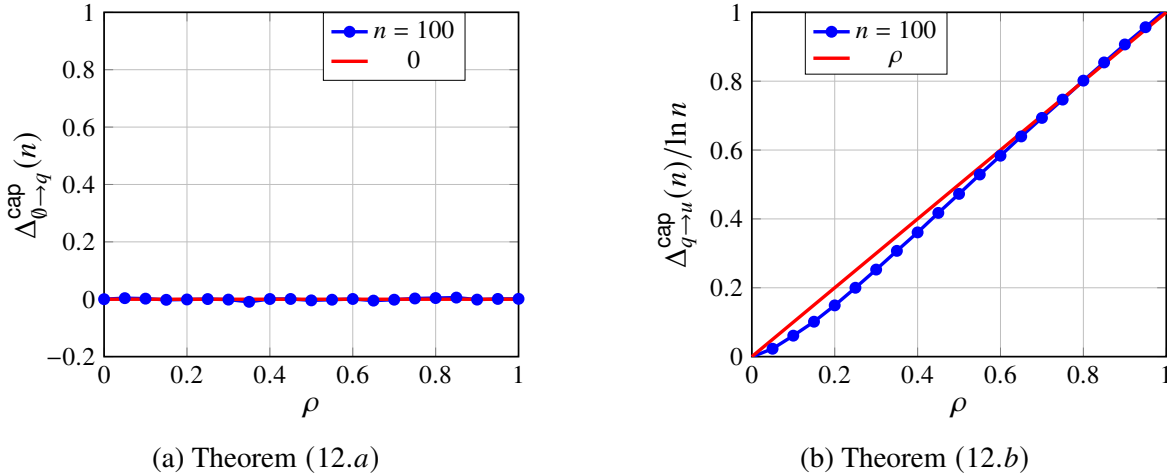 1
0.8
0.6
0.4
0.2
0
−0.2
0 0.2 0.4 0.6 0.8 1
ρ
Δ^cap_{∅→q}(n)
n = 100
0
(a) Theorem (12.a)
1
0.8
0.6
0.4
0.2
0
0 0.2 0.4 0.6 0.8 1
ρ
Δ^cap_{q→u}(n)/ln n
n = 100
ρ
(b) Theorem (12.b)